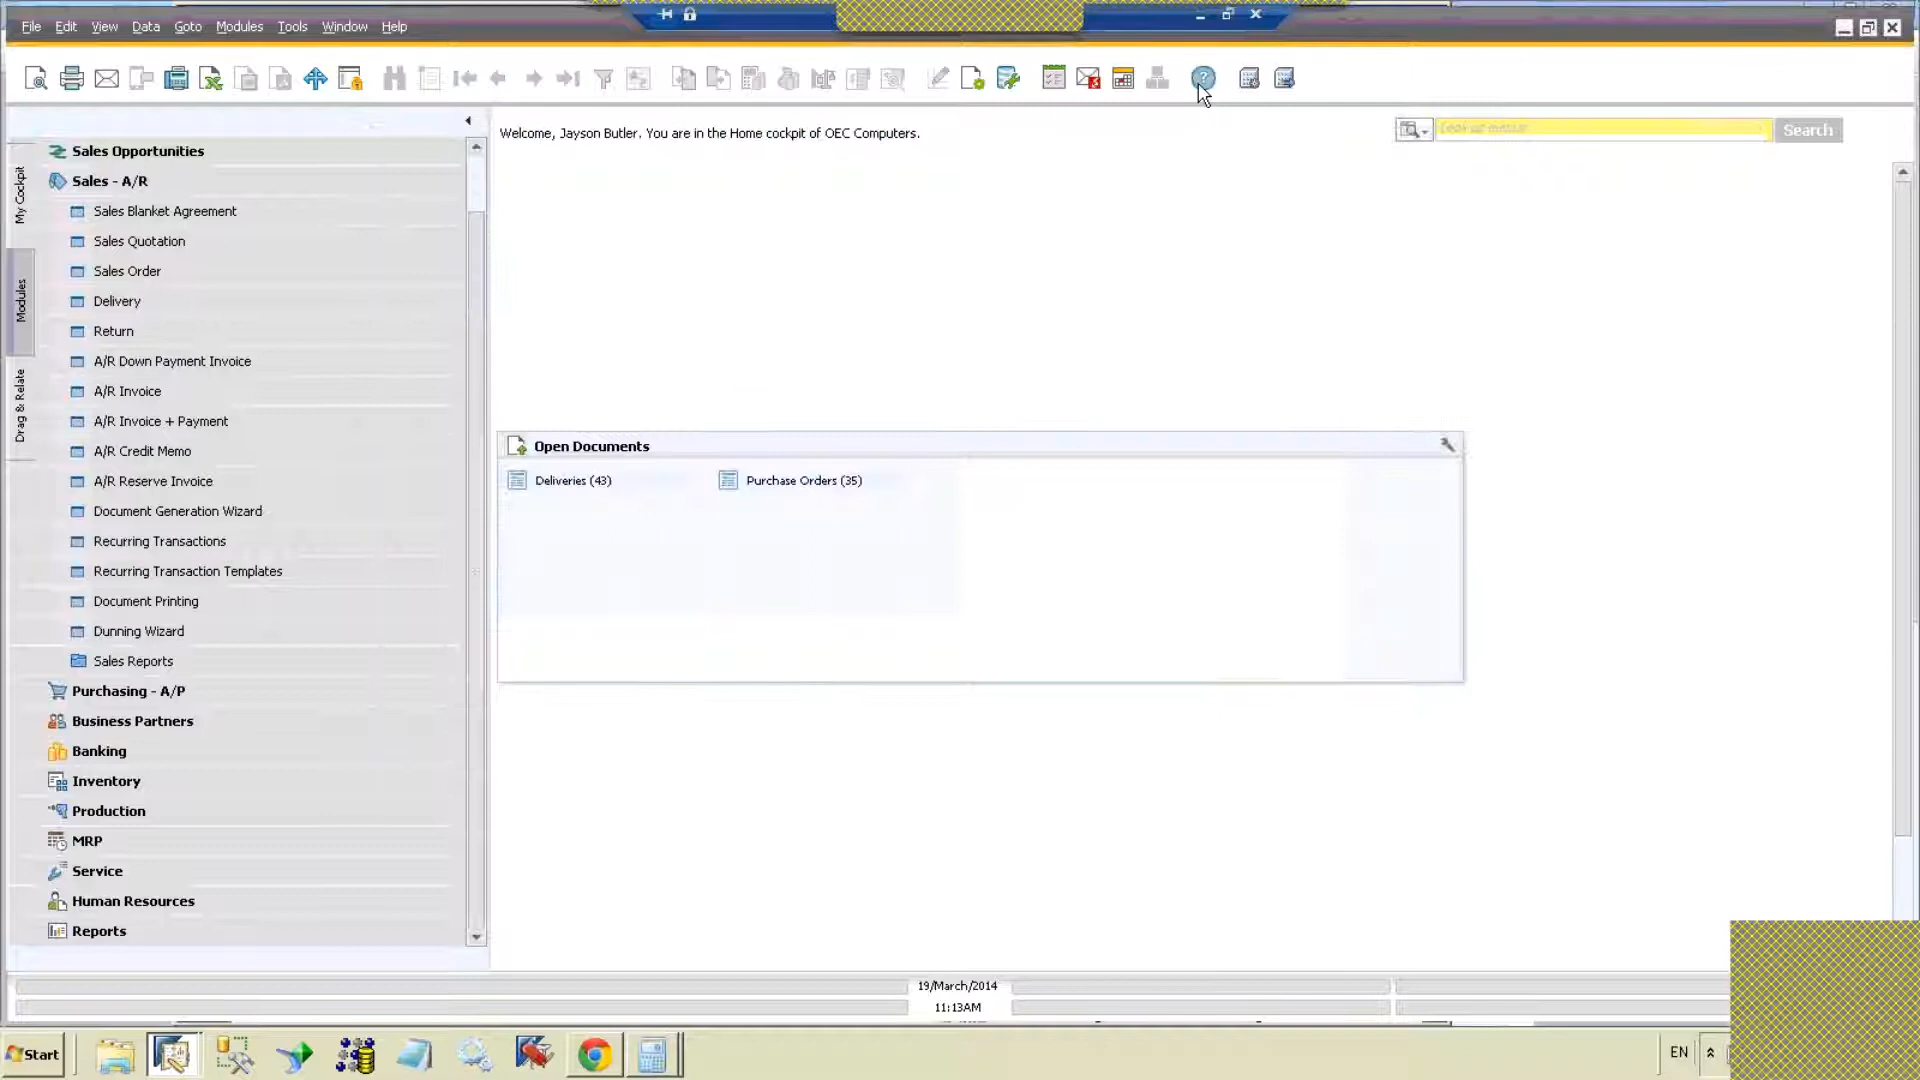 File Edit View Data Goto Modules Tools Window Help
Welcome, Jayson Butler. You are in the Home cockpit of OEC Computers.
Search
My Cockpit
Modules
Drag & Relate
Sales Opportunities
Sales - A/R
Sales Blanket Agreement
Sales Quotation
Sales Order
Delivery
Return
A/R Down Payment Invoice
A/R Invoice
A/R Invoice + Payment
A/R Credit Memo
A/R Reserve Invoice
Document Generation Wizard
Recurring Transactions
Recurring Transaction Templates
Document Printing
Dunning Wizard
Sales Reports
Purchasing - A/P
Business Partners
Banking
Inventory
Production
MRP
Service
Human Resources
Reports
Open Documents
Deliveries (43) Purchase Orders (35)
19/March/2014
11:13AM
Start
EN